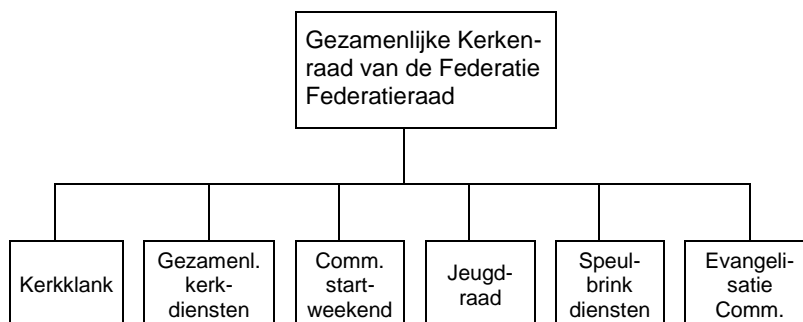 Gezamenlijke Kerken-
raad van de Federatie
Federatieraad
Kerkklank
Gezamenl.
kerk-
diensten
Comm.
start-
weekend
Jeugd-
raad
Speul-
brink
diensten
Evangeli-
satie
Comm.